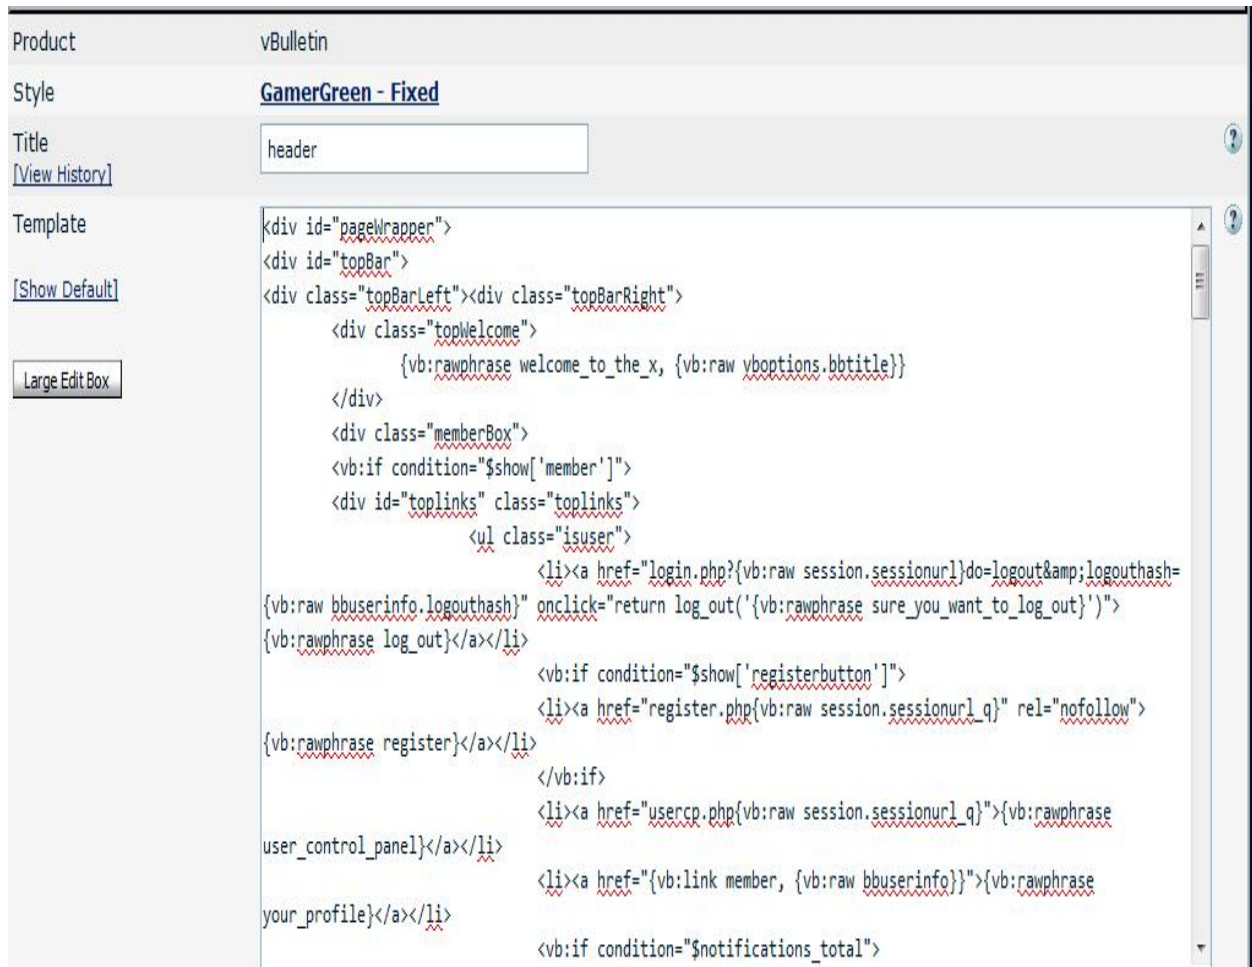 Product vBulletin
Style GamerGreen - Fixed
Title header ?
[View History]
Template ?
[Show Default]
Large Edit Box
<div id="pageWrapper">
<div id="topBar">
<div class="topBarLeft"><div class="topBarRight">
<div class="topWelcome">
{vb:rawphrase welcome_to_the_x, {vb:raw vboptions.bbtitle}}
</div>
<div class="memberBox">
<vb:if condition="$show['member']">
<div id="toplinks" class="toplinks">
<ul class="isuser">
<li><a href="login.php?{vb:raw session.sessionurl}do=logout&amp;logouthash=
{vb:raw bbuserinfo.logouthash}" onclick="return log_out('{vb:rawphrase sure_you_want_to_log_out}')">
{vb:rawphrase log_out}</a></li>
<vb:if condition="$show['registerbutton']">
<li><a href="register.php{vb:raw session.sessionurl_q}" rel="nofollow">
{vb:rawphrase register}</a></li>
</vb:if>
<li><a href="usercp.php{vb:raw session.sessionurl_q}">{vb:rawphrase
user_control_panel}</a></li>
<li><a href="{vb:link member, {vb:raw bbuserinfo}}">{vb:rawphrase
your_profile}</a></li>
<vb:if condition="$notifications_total">